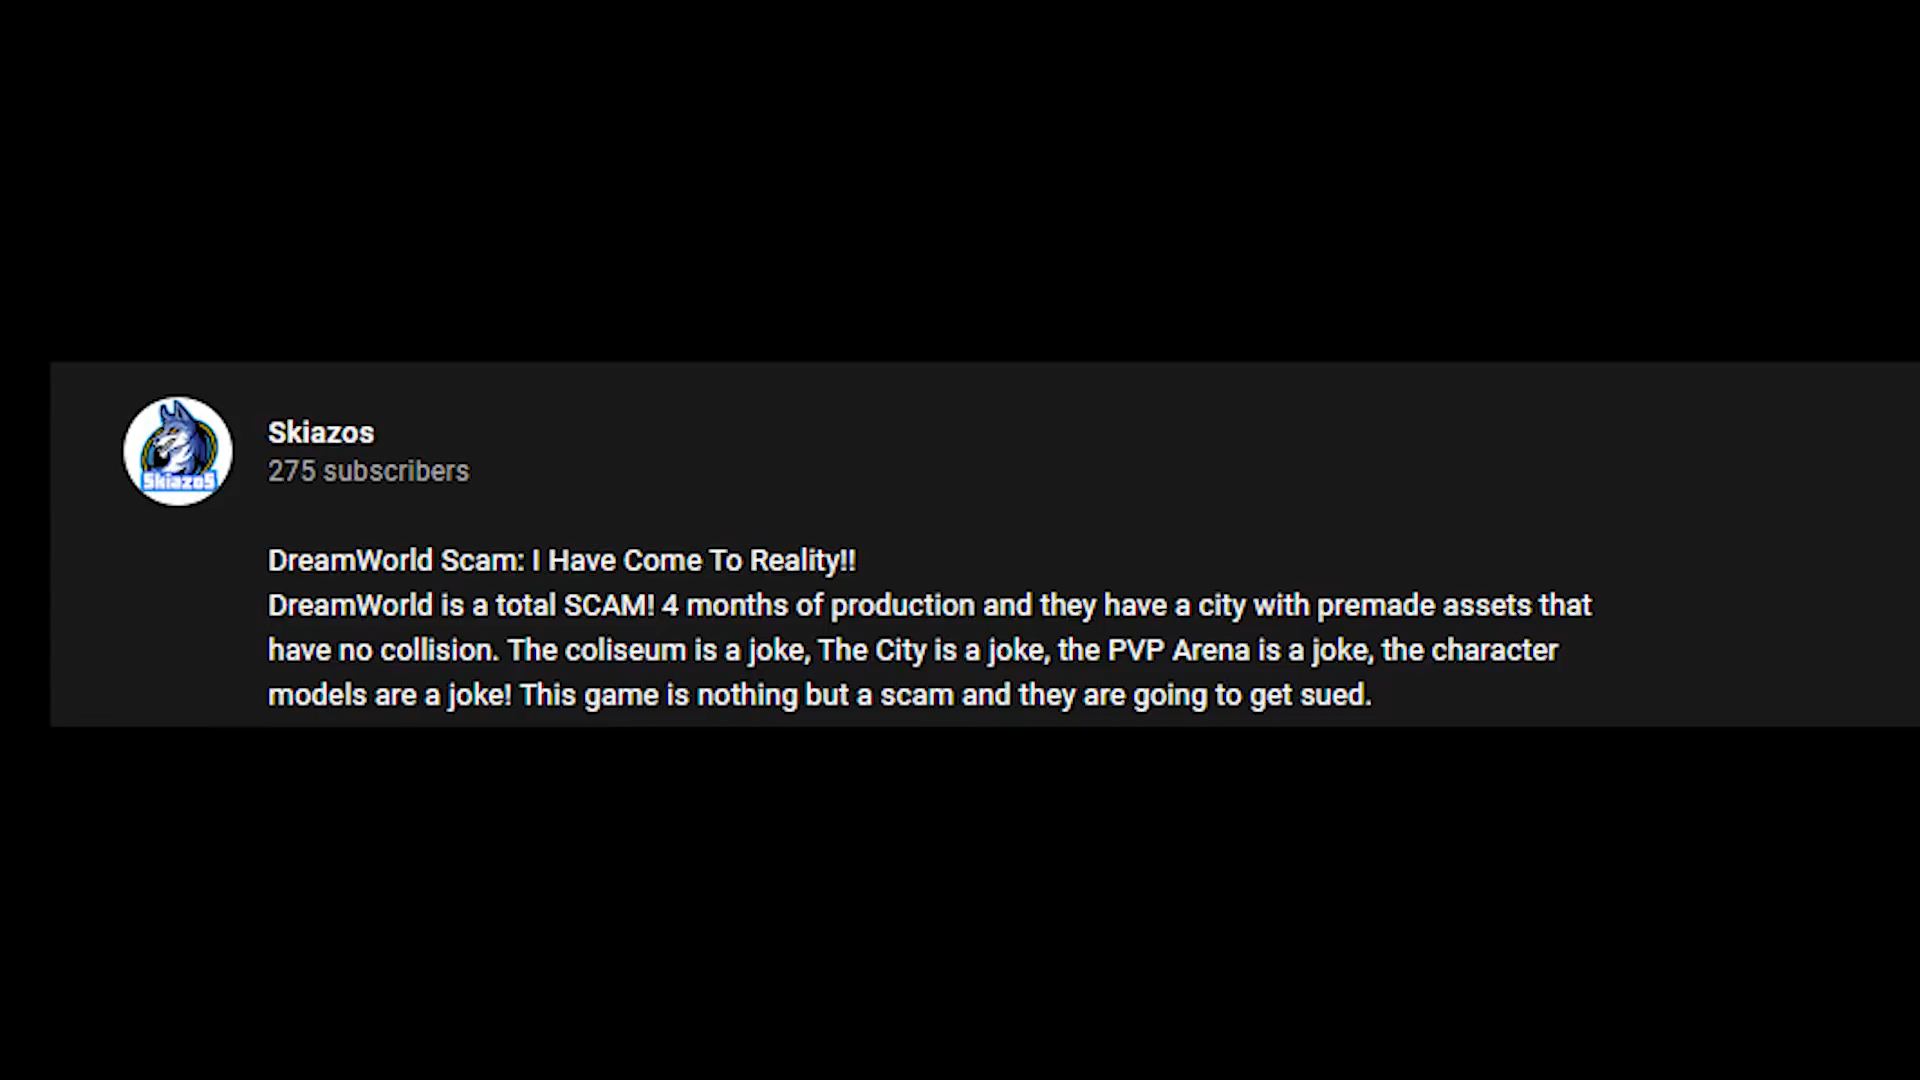 Skiazos
275 subscribers
SkiazoS
DreamWorld Scam: I Have Come To Reality!!
DreamWorld is a total SCAM! 4 months of production and they have a city with premade assets that
have no collision. The coliseum is a joke, The City is a joke, the PVP Arena is a joke, the character
models are a joke! This game is nothing but a scam and they are going to get sued.